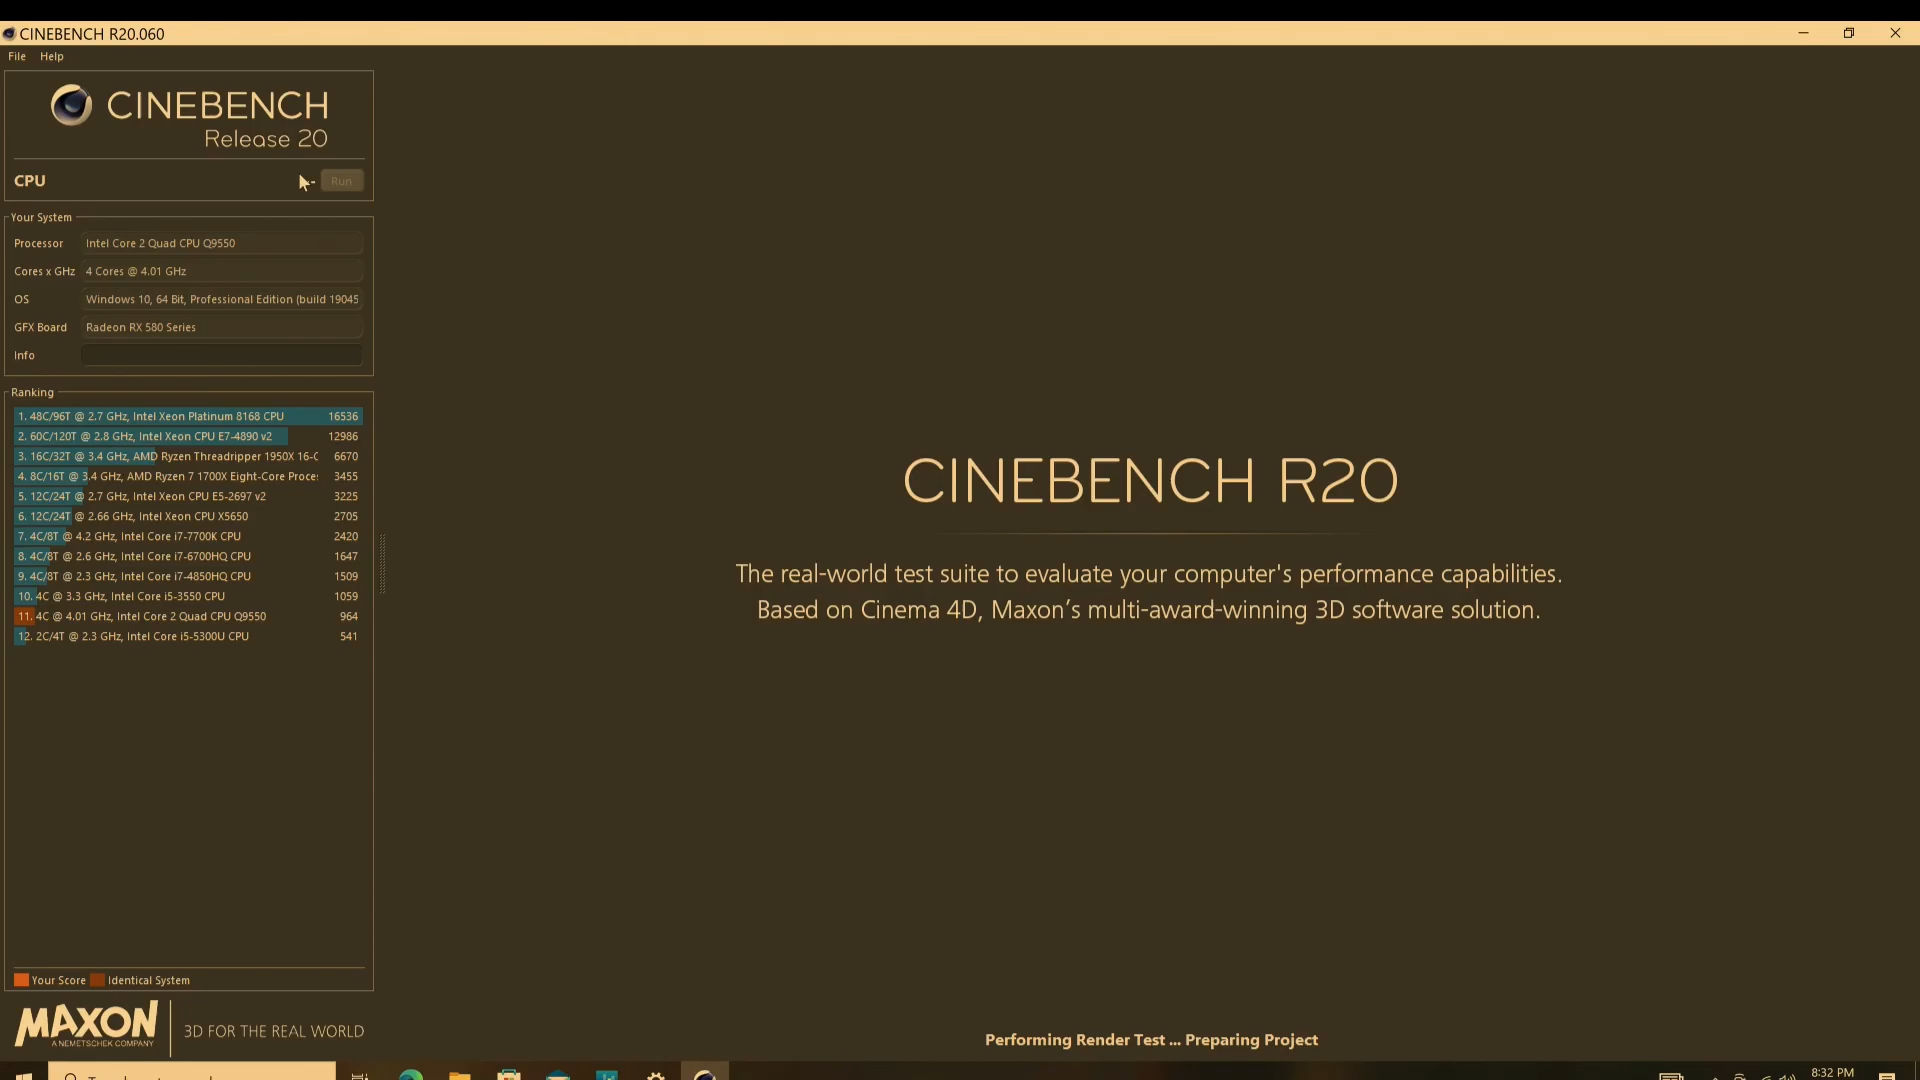 CINEBENCH R20.060
File Help
CINEBENCH
Release 20
CPU - Run
Your System
Processor Intel Core 2 Quad CPU Q9550
Cores x GHz 4 Cores @ 4.01 GHz
OS Windows 10, 64 Bit, Professional Edition (build 19045
GFX Board Radeon RX 580 Series
Info
Ranking
1. 48C/96T @ 2.7 GHz, Intel Xeon Platinum 8168 CPU 16536
2. 60C/120T @ 2.8 GHz, Intel Xeon CPU E7-4890 v2 12986
3. 16C/32T @ 3.4 GHz, AMD Ryzen Threadripper 1950X 16-C 6670
4. 8C/16T @ 3.4 GHz, AMD Ryzen 7 1700X Eight-Core Proce: 3455
5. 12C/24T @ 2.7 GHz, Intel Xeon CPU E5-2697 v2 3225
6. 12C/24T @ 2.66 GHz, Intel Xeon CPU X5650 2705
7. 4C/8T @ 4.2 GHz, Intel Core i7-7700K CPU 2420
8. 4C/8T @ 2.6 GHz, Intel Core i7-6700HQ CPU 1647
9. 4C/8T @ 2.3 GHz, Intel Core i7-4850HQ CPU 1509
10. 4C @ 3.3 GHz, Intel Core i5-3550 CPU 1059
11. 4C @ 4.01 GHz, Intel Core 2 Quad CPU Q9550 964
12. 2C/4T @ 2.3 GHz, Intel Core i5-5300U CPU 541
Your Score Identical System
MAXON
A NEMETSCHEK COMPANY
3D FOR THE REAL WORLD
CINEBENCH R20
The real-world test suite to evaluate your computer's performance capabilities.
Based on Cinema 4D, Maxon's multi-award-winning 3D software solution.
Performing Render Test ... Preparing Project
8:32 PM